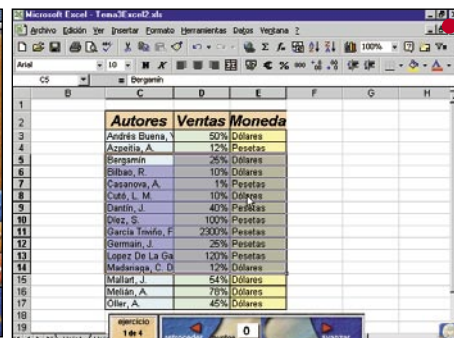 Microsoft Excel - Tema3Excel2.xls
Archivo Edición Ver Insertar Formato Herramientas Datos Ventana ?
100%
Arial 10 N K S € % 000
C5 = Bergamín
B C D E F G H
1
2 Autores Ventas Moneda
3 Andrés Buena, 50% Dólares
4 Azpeitia, A. 12% Pesetas
5 Bergamín 25% Dólares
6 Bilbao, R. 10% Dólares
7 Casanova, A. 1% Pesetas
8 Cutó, L. M. 10% Dólares
9 Dantín, J. 40% Pesetas
10 Díez, S. 100% Pesetas
11 García Triviño, F 2300% Pesetas
12 Germain, J. 25% Pesetas
13 Lopez De La Ga 120% Pesetas
14 Madariaga, C. D 12% Dólares
15 Mallart, J. 54% Dólares
16 Melián, A. 78% Dólares
17 Oller, A. 45% Dólares
18
19 ejercicio 0
1 de 4 retroceder avanzar